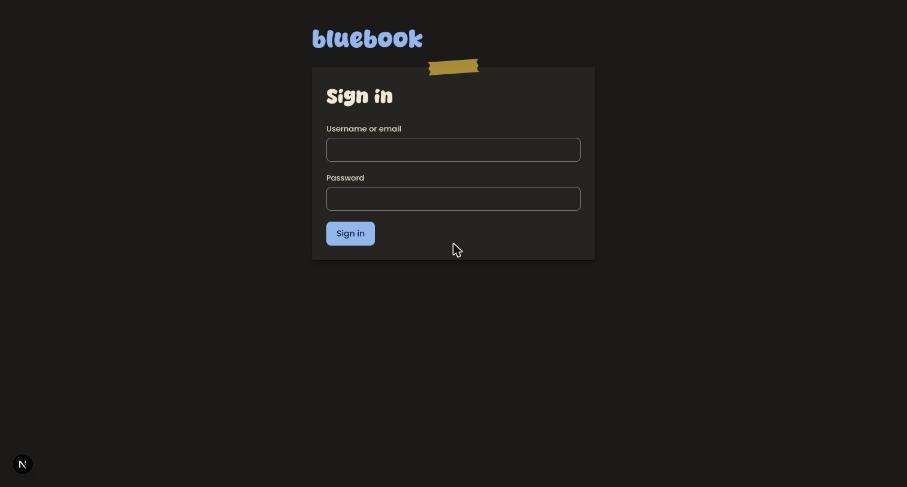 bluebook
Sign in
Username or email
Password
Sign in
N